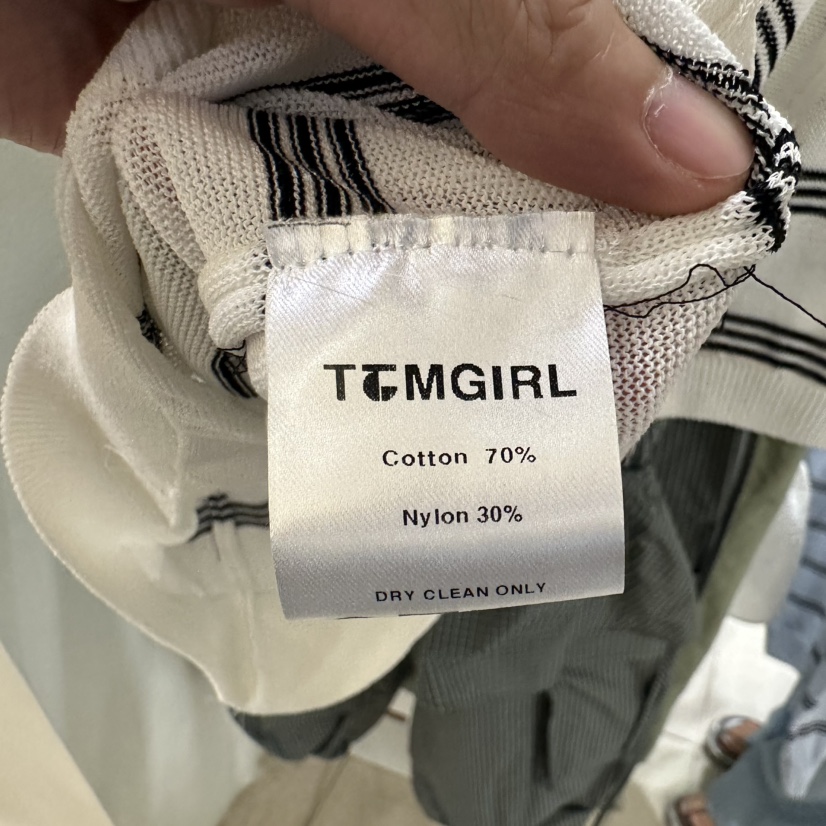 TGMGIRL
Cotton 70%
Nylon 30%
DRY CLEAN ONLY